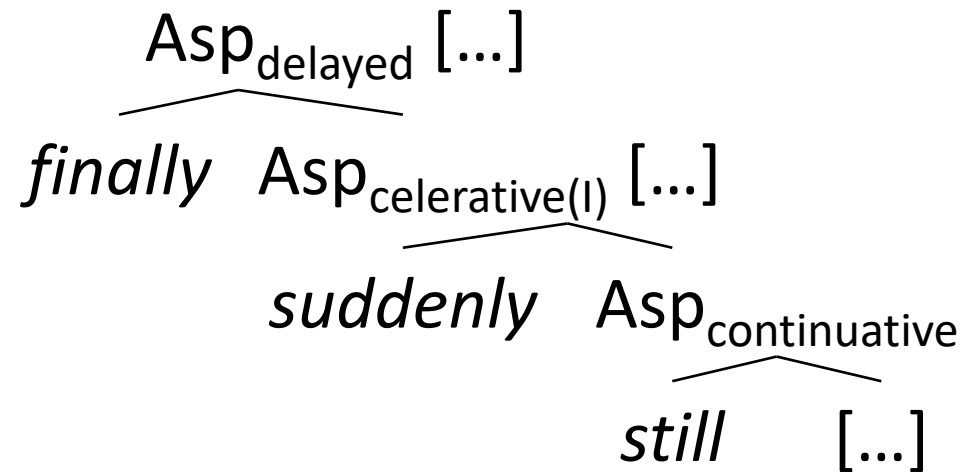 Asp_delayed […]
finally Asp_celerative(I) […]
suddenly Asp_continuative
still […]